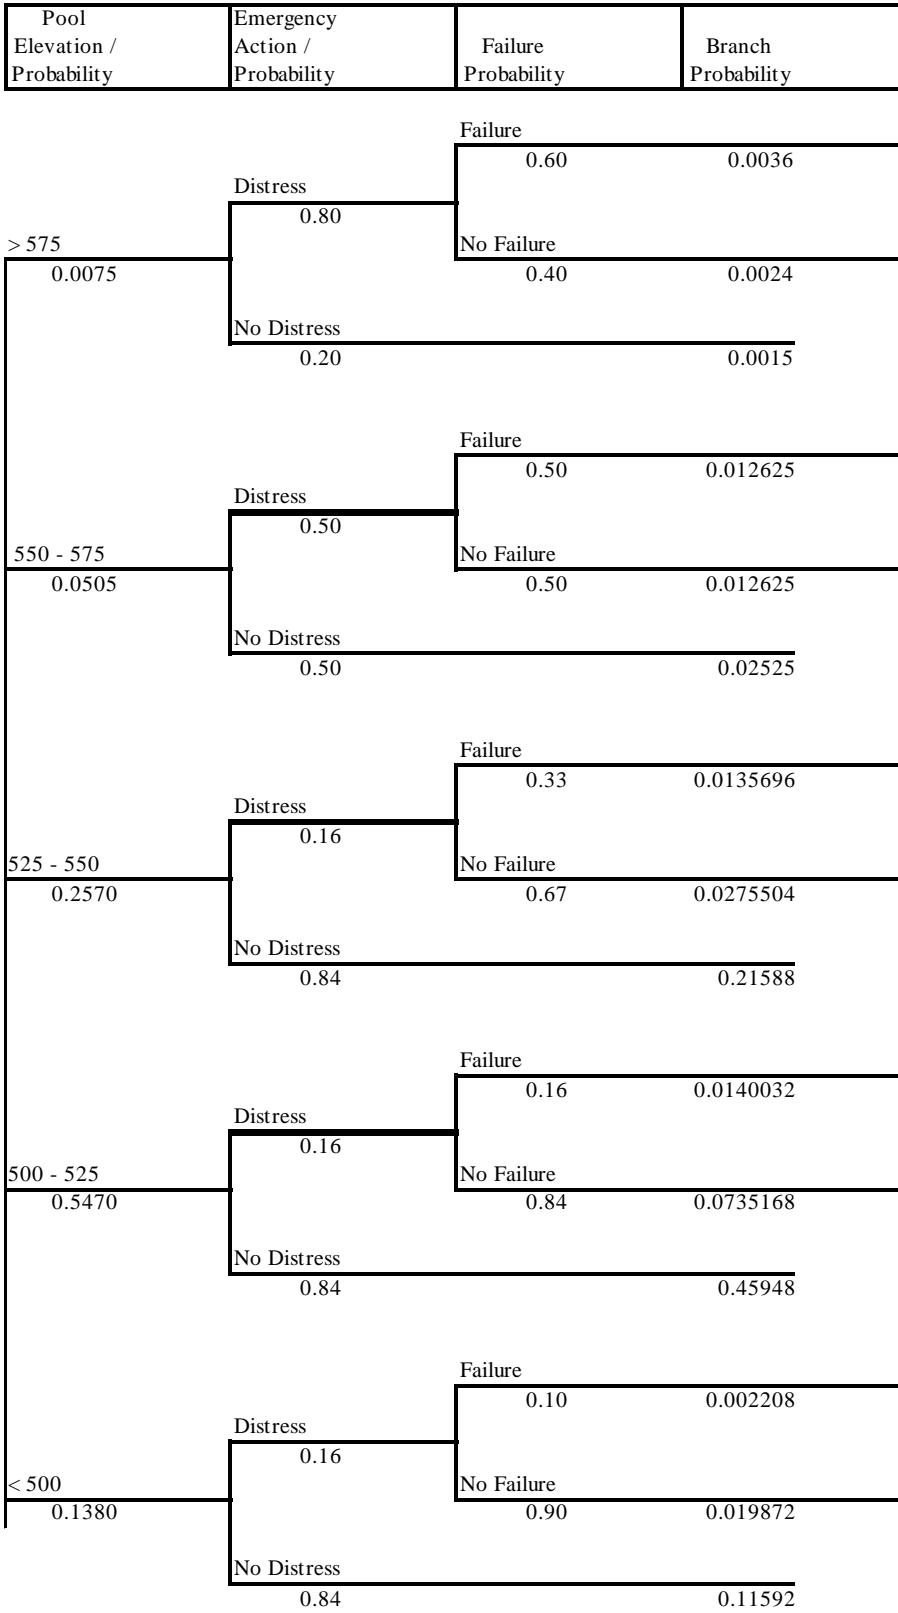 Pool
Elevation /
Probability
Emergency
Action /
Probability
Failure
Probability
Branch
Probability
Failure
0.60 0.0036
Distress
0.80
> 575
0.0075
No Failure
0.40 0.0024
No Distress
0.20 0.0015
Failure
0.50 0.012625
Distress
0.50
550 - 575
0.0505
No Failure
0.50 0.012625
No Distress
0.50 0.02525
Failure
0.33 0.0135696
Distress
0.16
525 - 550
0.2570
No Failure
0.67 0.0275504
No Distress
0.84 0.21588
Failure
0.16 0.0140032
Distress
0.16
500 - 525
0.5470
No Failure
0.84 0.0735168
No Distress
0.84 0.45948
Failure
0.10 0.002208
Distress
0.16
< 500
0.1380
No Failure
0.90 0.019872
No Distress
0.84 0.11592